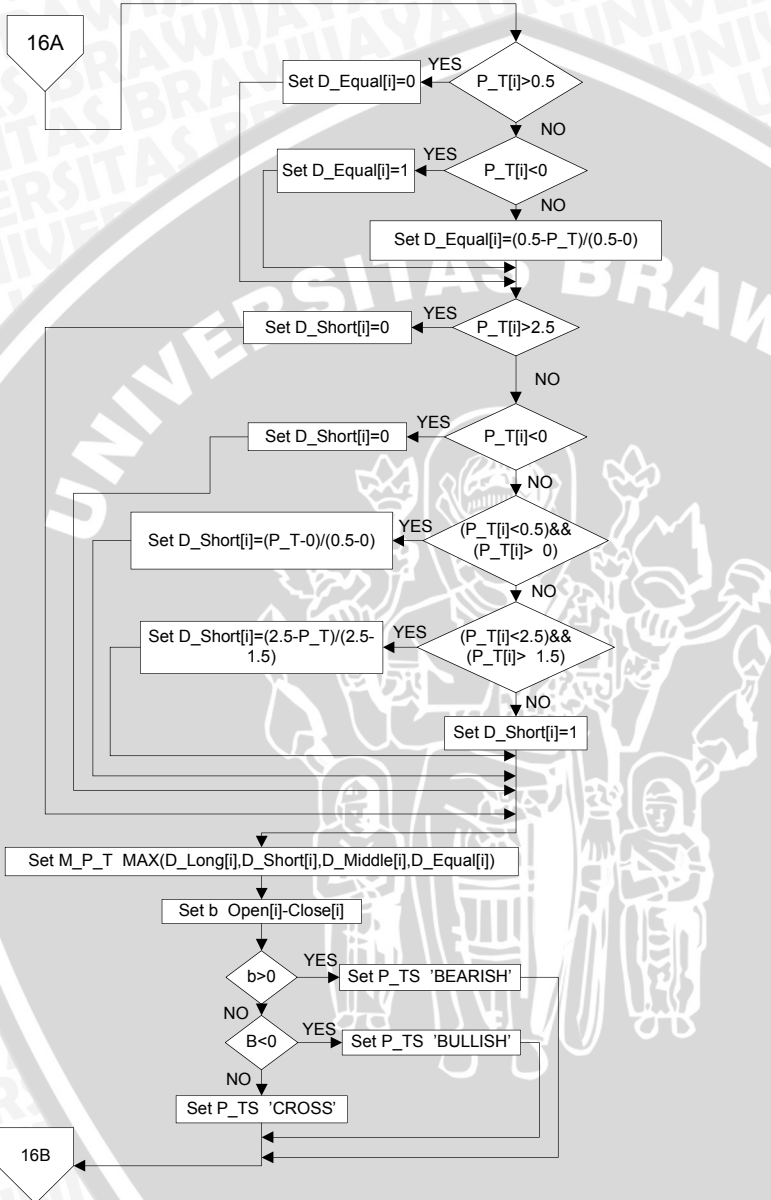 16A
P_T[i]>0.5
YES
Set D_Equal[i]=0
NO
P_T[i]<0
YES
Set D_Equal[i]=1
NO
Set D_Equal[i]=(0.5-P_T)/(0.5-0)
P_T[i]>2.5
YES
Set D_Short[i]=0
NO
P_T[i]<0
YES
Set D_Short[i]=0
NO
(P_T[i]<0.5)&&
(P_T[i]> 0)
YES
Set D_Short[i]=(P_T-0)/(0.5-0)
NO
(P_T[i]<2.5)&&
(P_T[i]> 1.5)
YES
Set D_Short[i]=(2.5-P_T)/(2.5-
1.5)
NO
Set D_Short[i]=1
Set M_P_T MAX(D_Long[i],D_Short[i],D_Middle[i],D_Equal[i])
Set b Open[i]-Close[i]
b>0
YES
Set P_TS 'BEARISH'
NO
B<0
YES
Set P_TS 'BULLISH'
NO
Set P_TS 'CROSS'
16B
UNIVERSITAS BRAW